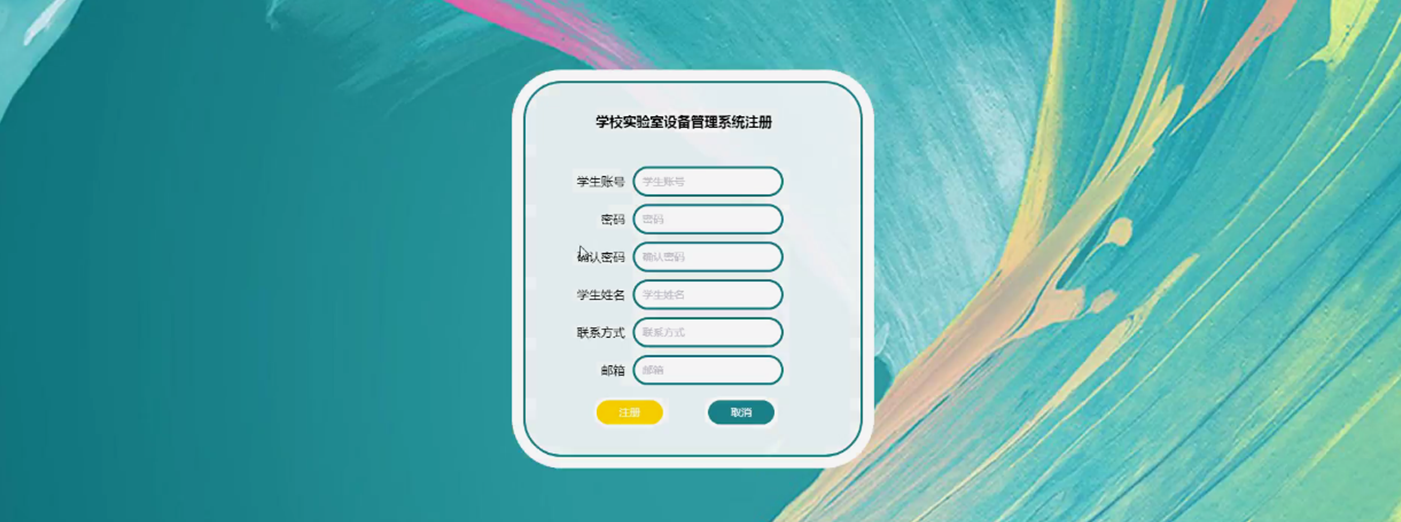 学校实验室设备管理系统注册
学生账号 学生账号
密码 密码
确认密码 确认密码
学生姓名 学生姓名
联系方式 联系方式
邮箱 邮箱
注册 取消